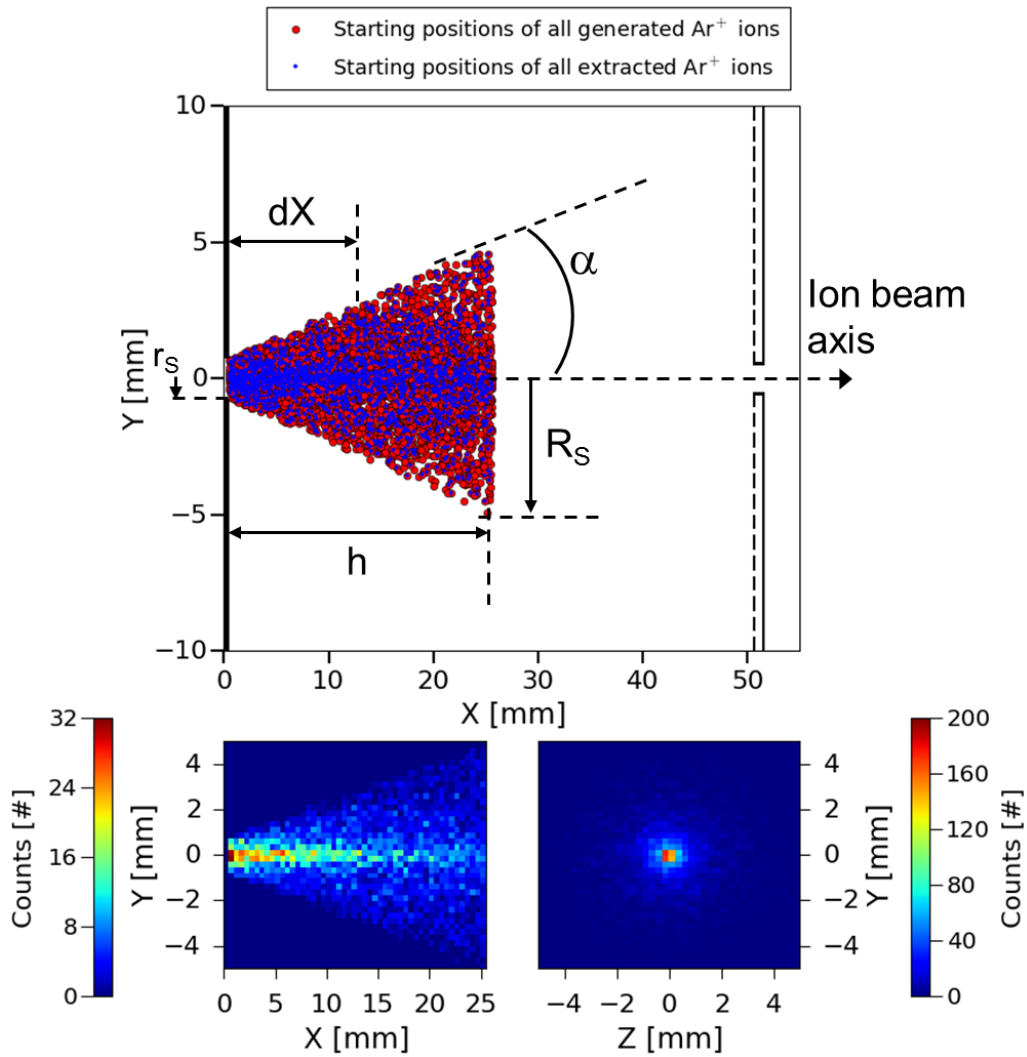 Starting positions of all generated Ar⁺ ions
Starting positions of all extracted Ar⁺ ions
10
5
0
−5
−10
Y [mm]
dX
α
Ion beam
axis
r_S
R_S
h
0
10
20
30
40
50
X [mm]
32
24
16
8
0
Counts [#]
4
2
0
−2
−4
Y [mm]
0
5
10
15
20
25
X [mm]
−4
−2
0
2
4
Z [mm]
4
2
0
−2
−4
Y [mm]
200
160
120
80
40
0
Counts [#]